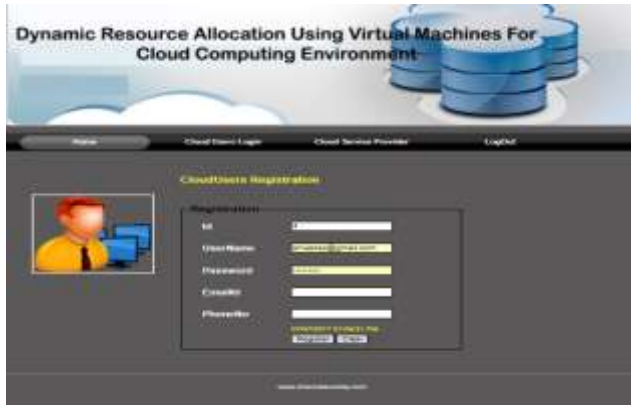 Dynamic Resource Allocation Using Virtual Machines For
Cloud Computing Environment
Home Cloud Users Login Cloud Service Provider LogOut
CloudUsers Registration
Registration
Id
UserName
Password
EmailId
PhoneNo
Register Clear